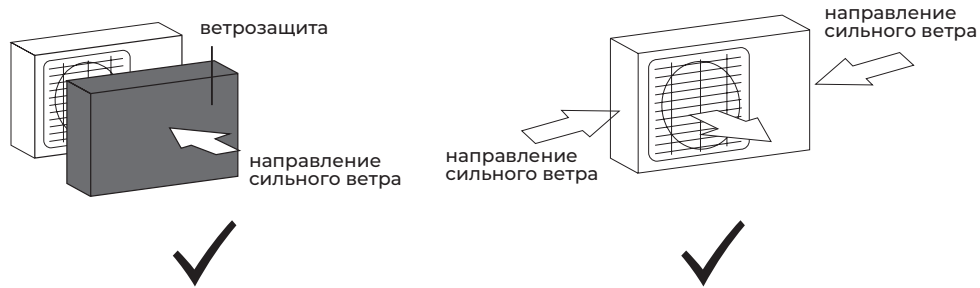 ветрозащита
направление
сильного ветра
направление
сильного ветра
направление
сильного ветра